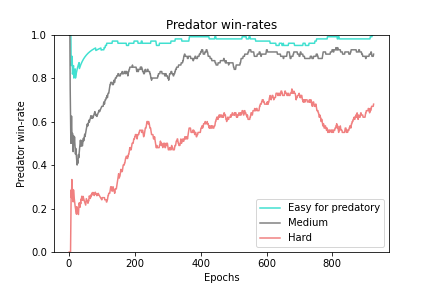 Predator win-rates
Predator win-rate
1.0
0.8
0.6
0.4
0.2
0.0
Easy for predatory
Medium
Hard
0
200
400
600
800
Epochs